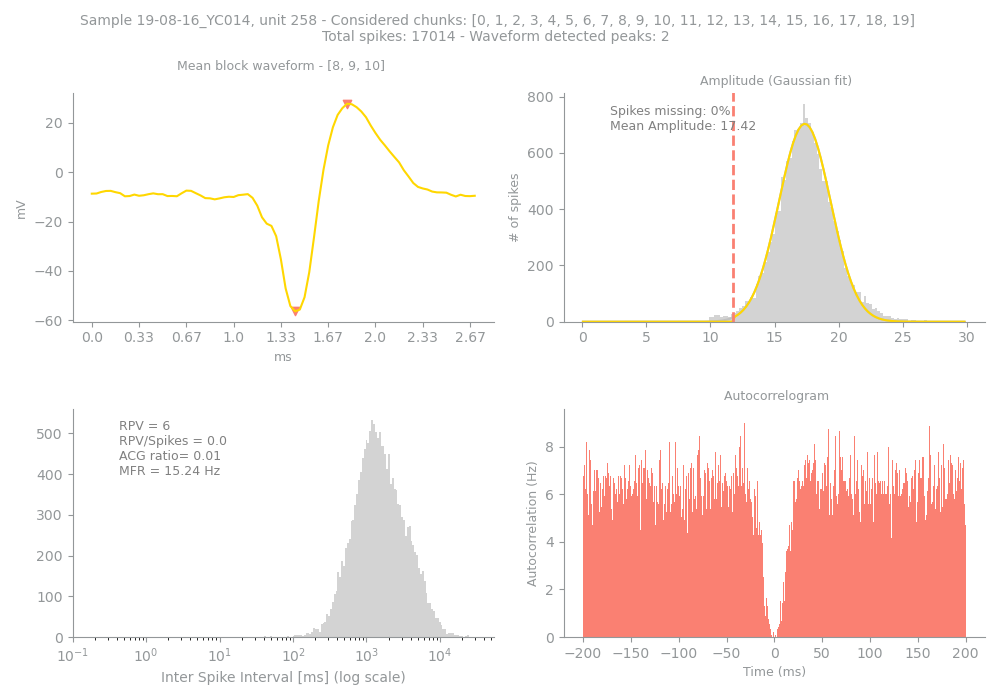 Sample 19-08-16_YC014, unit 258 - Considered chunks: [0, 1, 2, 3, 4, 5, 6, 7, 8, 9, 10, 11, 12, 13, 14, 15, 16, 17, 18, 19]
Total spikes: 17014 - Waveform detected peaks: 2
Mean block waveform - [8, 9, 10]
mV
20
0
−20
−40
−60
0.0 0.33 0.67 1.0 1.33 1.67 2.0 2.33 2.67
ms
Amplitude (Gaussian fit)
Spikes missing: 0%
Mean Amplitude: 17.42
# of spikes
800
600
400
200
0
0 5 10 15 20 25 30
RPV = 6
RPV/Spikes = 0.0
ACG ratio= 0.01
MFR = 15.24 Hz
500
400
300
200
100
0
10⁻¹ 10⁰ 10¹ 10² 10³ 10⁴
Inter Spike Interval [ms] (log scale)
Autocorrelogram
Autocorrelation (Hz)
8
6
4
2
0
−200 −150 −100 −50 0 50 100 150 200
Time (ms)